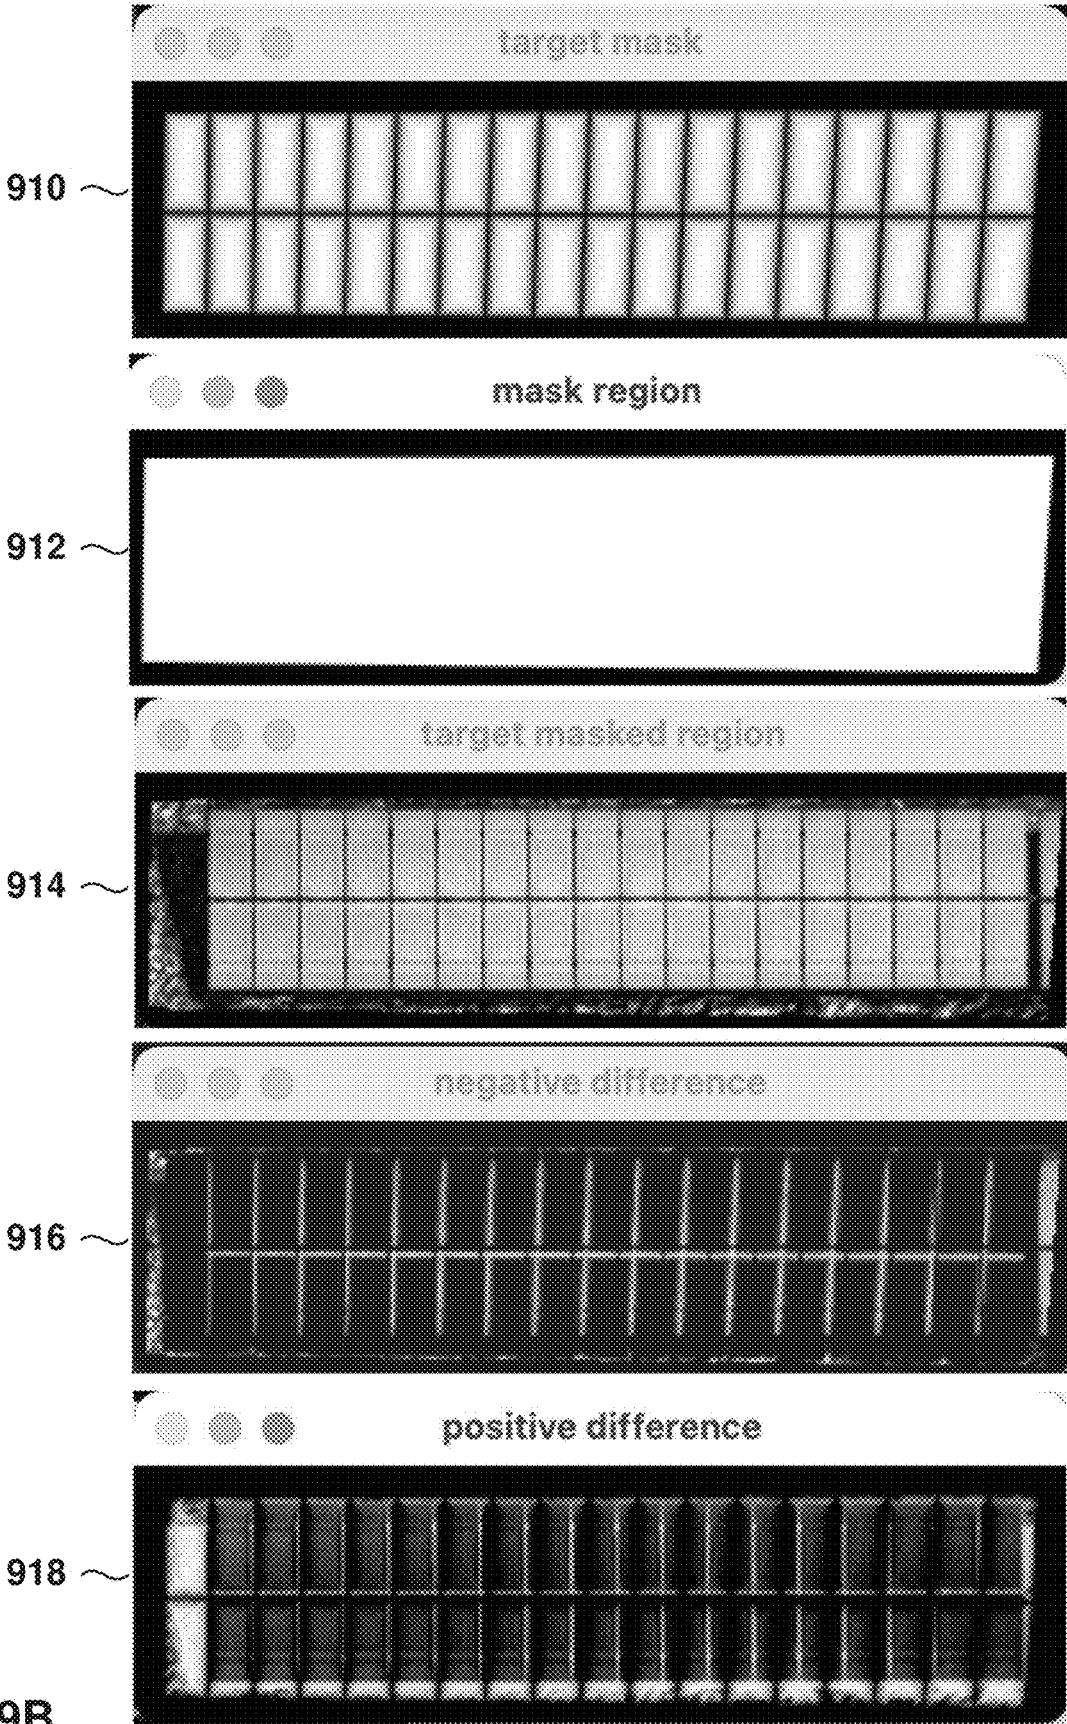 target mask
910
mask region
912
target masked region
914
negative difference
916
positive difference
918
9B